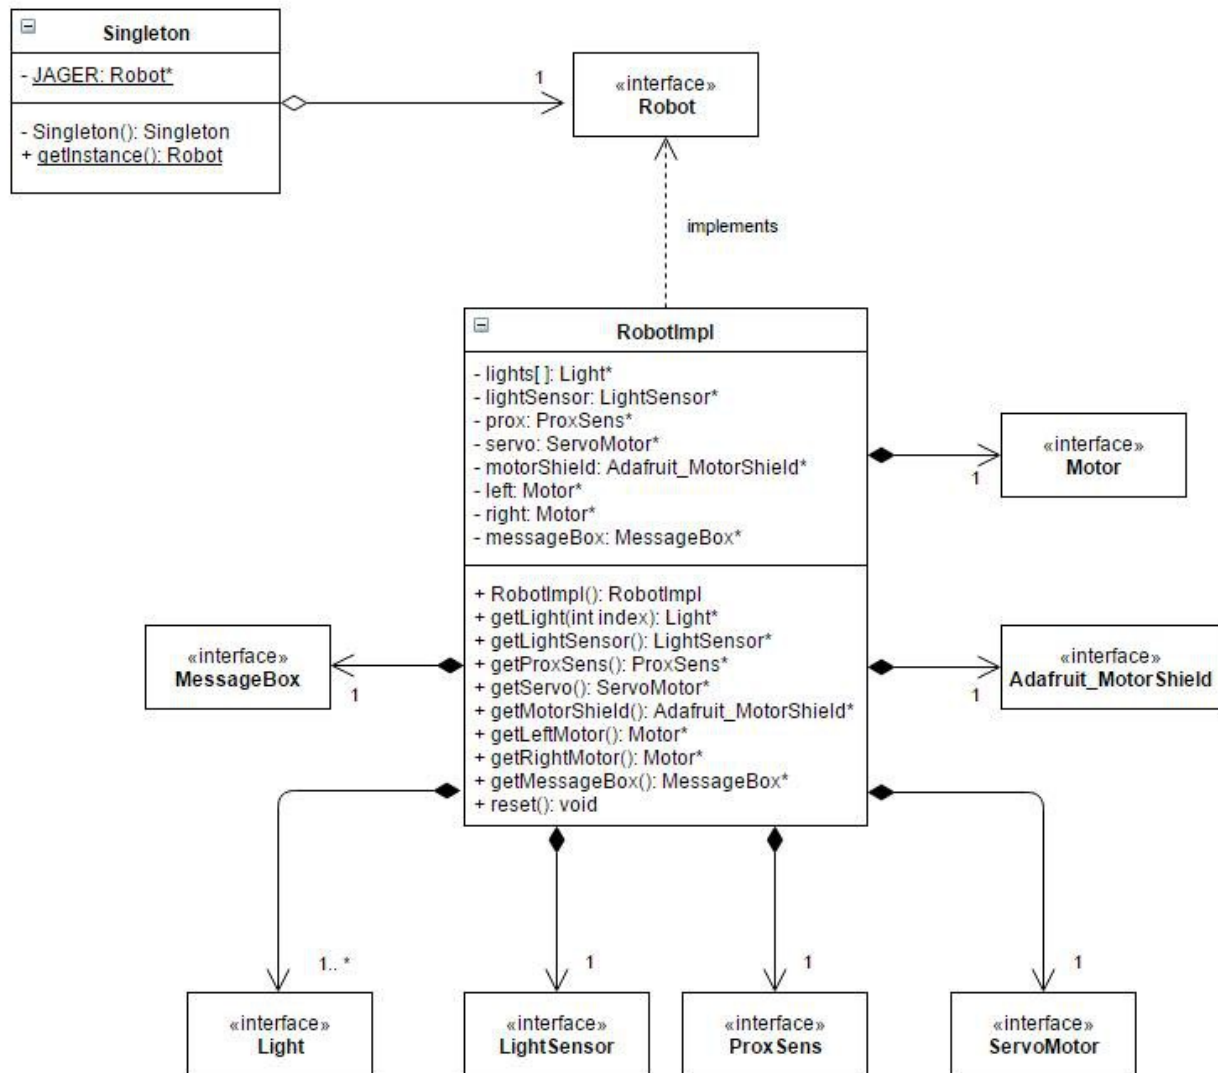 Singleton
- JAGER: Robot*
- Singleton(): Singleton
+ getInstance(): Robot
1
«interface»
Robot
implements
RobotImpl
- lights[ ]: Light*
- lightSensor: LightSensor*
- prox: ProxSens*
- servo: ServoMotor*
- motorShield: Adafruit_MotorShield*
- left: Motor*
- right: Motor*
- messageBox: MessageBox*
+ RobotImpl(): RobotImpl
+ getLight(int index): Light*
+ getLightSensor(): LightSensor*
+ getProxSens(): ProxSens*
+ getServo(): ServoMotor*
+ getMotorShield(): Adafruit_MotorShield*
+ getLeftMotor(): Motor*
+ getRightMotor(): Motor*
+ getMessageBox(): MessageBox*
+ reset(): void
«interface»
Motor
1
«interface»
MessageBox
1
«interface»
Adafruit_MotorShield
1
1.. *
«interface»
Light
1
«interface»
LightSensor
1
«interface»
ProxSens
1
«interface»
ServoMotor